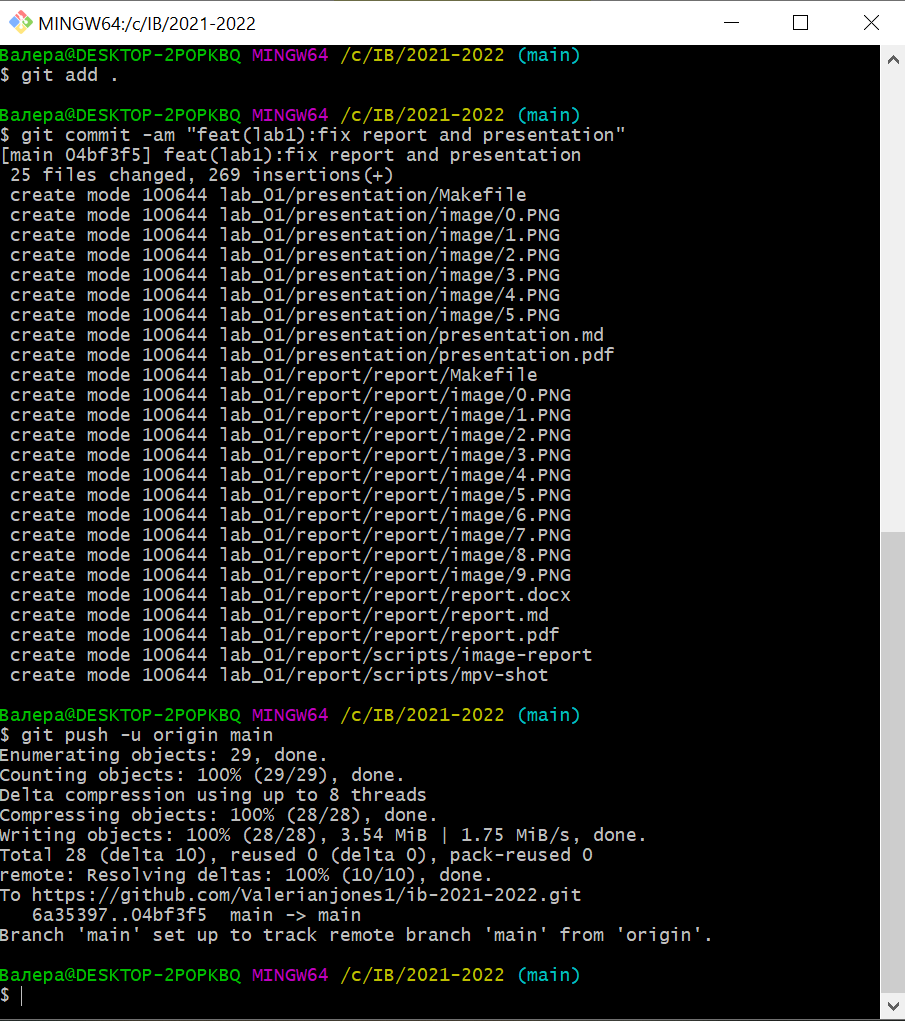 MINGW64:/c/IB/2021-2022
Валера@DESKTOP-2POPKBQ MINGW64 /c/IB/2021-2022 (main)
$ git add .
Валера@DESKTOP-2POPKBQ MINGW64 /c/IB/2021-2022 (main)
$ git commit -am "feat(lab1):fix report and presentation"
[main 04bf3f5] feat(lab1):fix report and presentation
 25 files changed, 269 insertions(+)
 create mode 100644 lab_01/presentation/Makefile
 create mode 100644 lab_01/presentation/image/0.PNG
 create mode 100644 lab_01/presentation/image/1.PNG
 create mode 100644 lab_01/presentation/image/2.PNG
 create mode 100644 lab_01/presentation/image/3.PNG
 create mode 100644 lab_01/presentation/image/4.PNG
 create mode 100644 lab_01/presentation/image/5.PNG
 create mode 100644 lab_01/presentation/presentation.md
 create mode 100644 lab_01/presentation/presentation.pdf
 create mode 100644 lab_01/report/report/Makefile
 create mode 100644 lab_01/report/report/image/0.PNG
 create mode 100644 lab_01/report/report/image/1.PNG
 create mode 100644 lab_01/report/report/image/2.PNG
 create mode 100644 lab_01/report/report/image/3.PNG
 create mode 100644 lab_01/report/report/image/4.PNG
 create mode 100644 lab_01/report/report/image/5.PNG
 create mode 100644 lab_01/report/report/image/6.PNG
 create mode 100644 lab_01/report/report/image/7.PNG
 create mode 100644 lab_01/report/report/image/8.PNG
 create mode 100644 lab_01/report/report/image/9.PNG
 create mode 100644 lab_01/report/report/report.docx
 create mode 100644 lab_01/report/report/report.md
 create mode 100644 lab_01/report/report/report.pdf
 create mode 100644 lab_01/report/scripts/image-report
 create mode 100644 lab_01/report/scripts/mpv-shot
Валера@DESKTOP-2POPKBQ MINGW64 /c/IB/2021-2022 (main)
$ git push -u origin main
Enumerating objects: 29, done.
Counting objects: 100% (29/29), done.
Delta compression using up to 8 threads
Compressing objects: 100% (28/28), done.
Writing objects: 100% (28/28), 3.54 MiB | 1.75 MiB/s, done.
Total 28 (delta 10), reused 0 (delta 0), pack-reused 0
remote: Resolving deltas: 100% (10/10), done.
To https://github.com/Valerianjones1/ib-2021-2022.git
   6a35397..04bf3f5  main -> main
Branch 'main' set up to track remote branch 'main' from 'origin'.
Валера@DESKTOP-2POPKBQ MINGW64 /c/IB/2021-2022 (main)
$